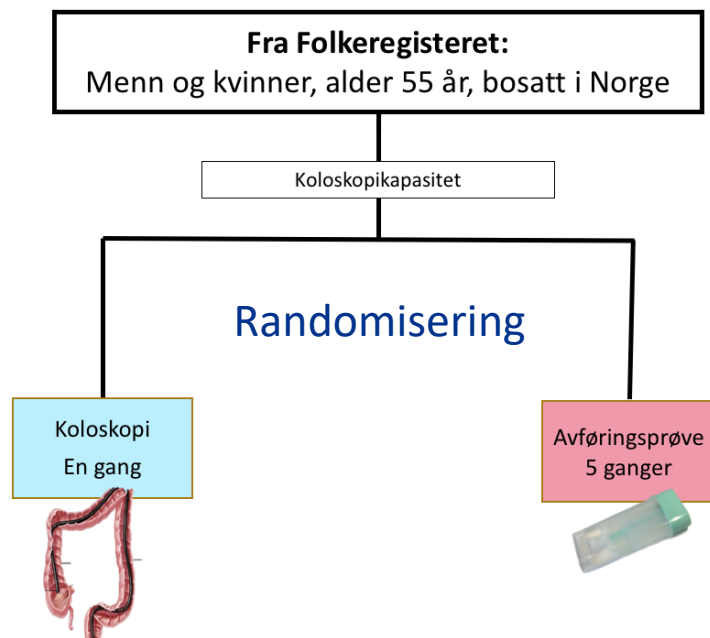 Fra Folkeregisteret:
Menn og kvinner, alder 55 år, bosatt i Norge
Koloskopikapasitet
Randomisering
Koloskopi
En gang
Avføringsprøve
5 ganger